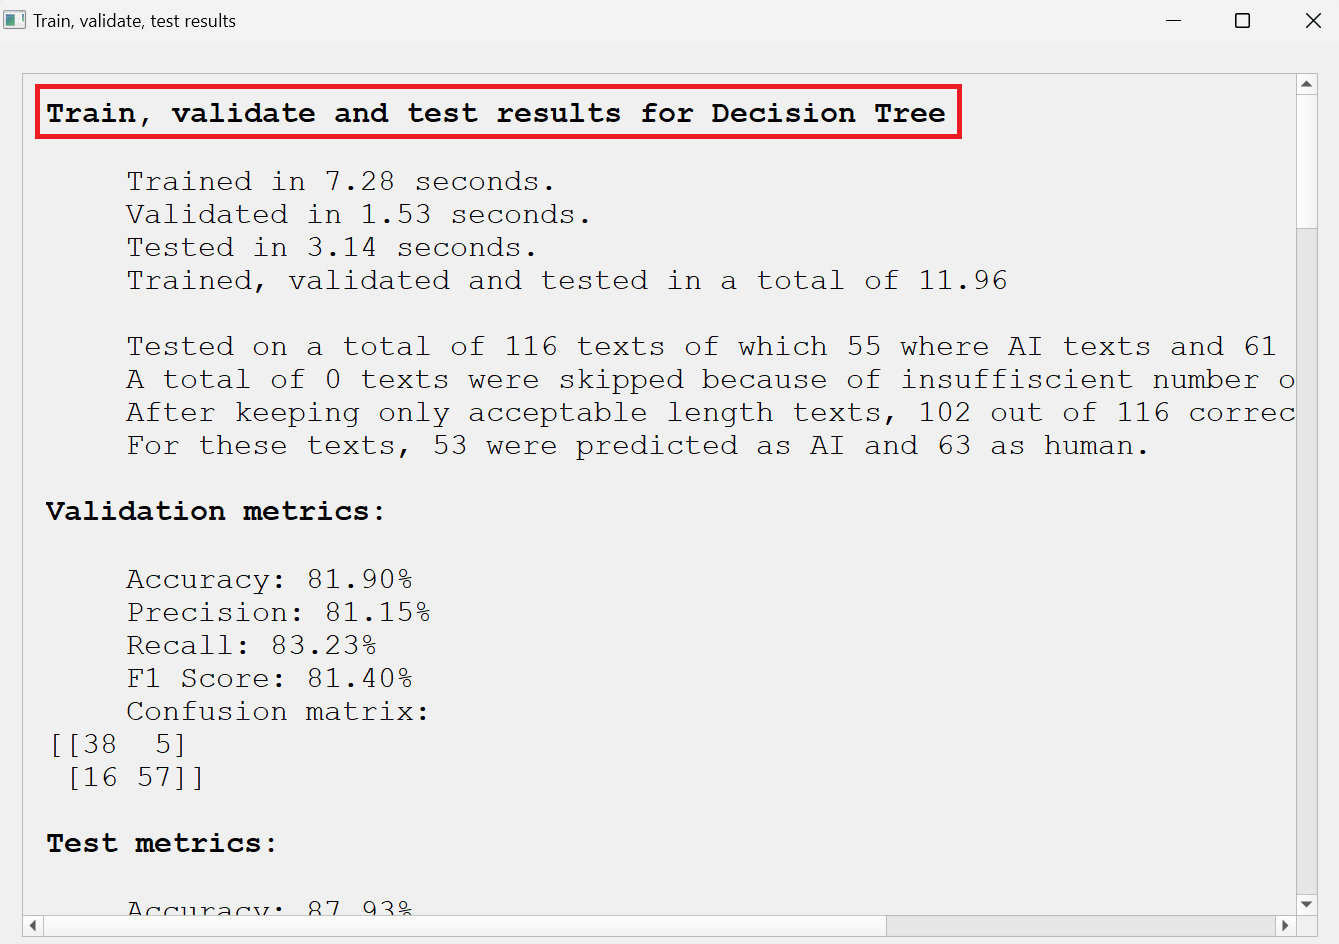 Train, validate, test results
Train, validate and test results for Decision Tree
Trained in 7.28 seconds.
Validated in 1.53 seconds.
Tested in 3.14 seconds.
Trained, validated and tested in a total of 11.96
Tested on a total of 116 texts of which 55 where AI texts and 61
A total of 0 texts were skipped because of insuffiscient number o
After keeping only acceptable length texts, 102 out of 116 correc
For these texts, 53 were predicted as AI and 63 as human.
Validation metrics:
Accuracy: 81.90%
Precision: 81.15%
Recall: 83.23%
F1 Score: 81.40%
Confusion matrix:
[[38  5]
 [16 57]]
Test metrics:
Accuracy: 87.93%